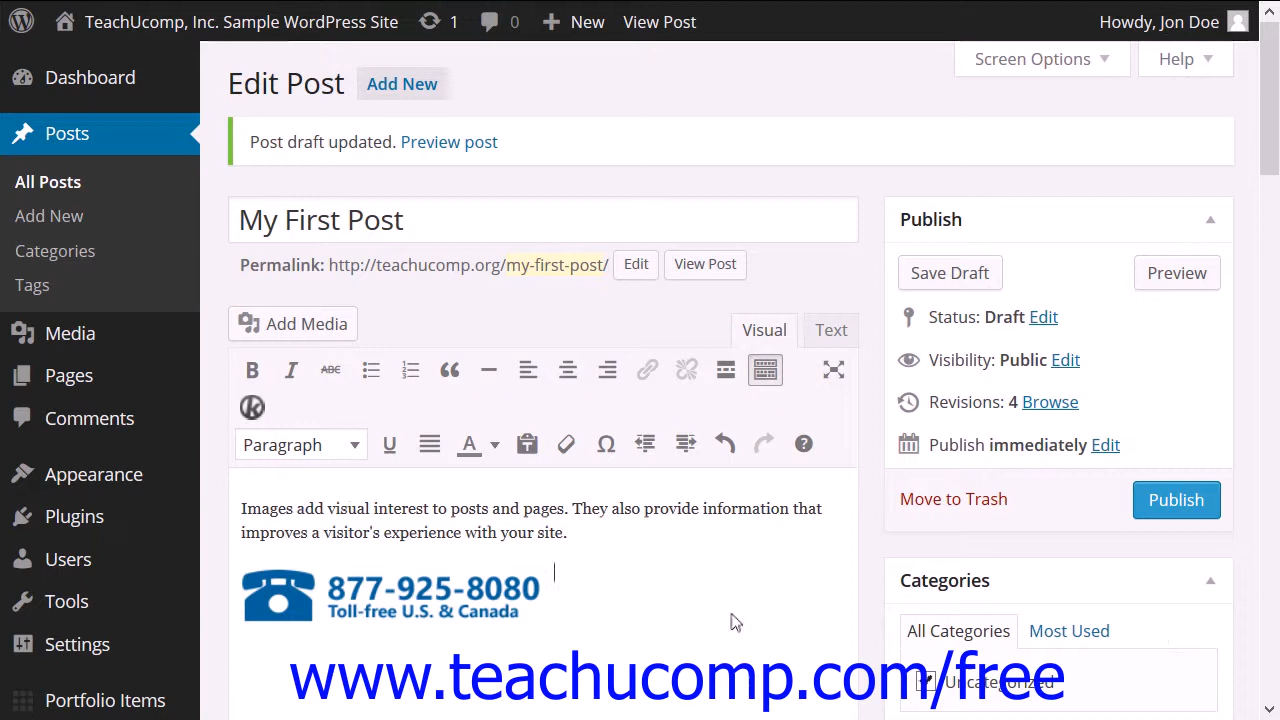 TeachUcomp, Inc. Sample WordPress Site 1 0 New View Post Howdy, Jon Doe
Dashboard
Posts
All Posts
Add New
Categories
Tags
Media
Pages
Comments
Appearance
Plugins
Users
Tools
Settings
Portfolio Items
Screen Options Help
Edit Post Add New
Post draft updated. Preview post
My First Post
Permalink: http://teachucomp.org/my-first-post/ Edit View Post
Add Media
Visual Text
B I ABC
Paragraph U A
Images add visual interest to posts and pages. They also provide information that
improves a visitor's experience with your site.
877-925-8080
Toll-free U.S. & Canada
Publish
Save Draft Preview
Status: Draft Edit
Visibility: Public Edit
Revisions: 4 Browse
Publish immediately Edit
Move to Trash Publish
Categories
All Categories Most Used
Uncategorized
www.teachucomp.com/free